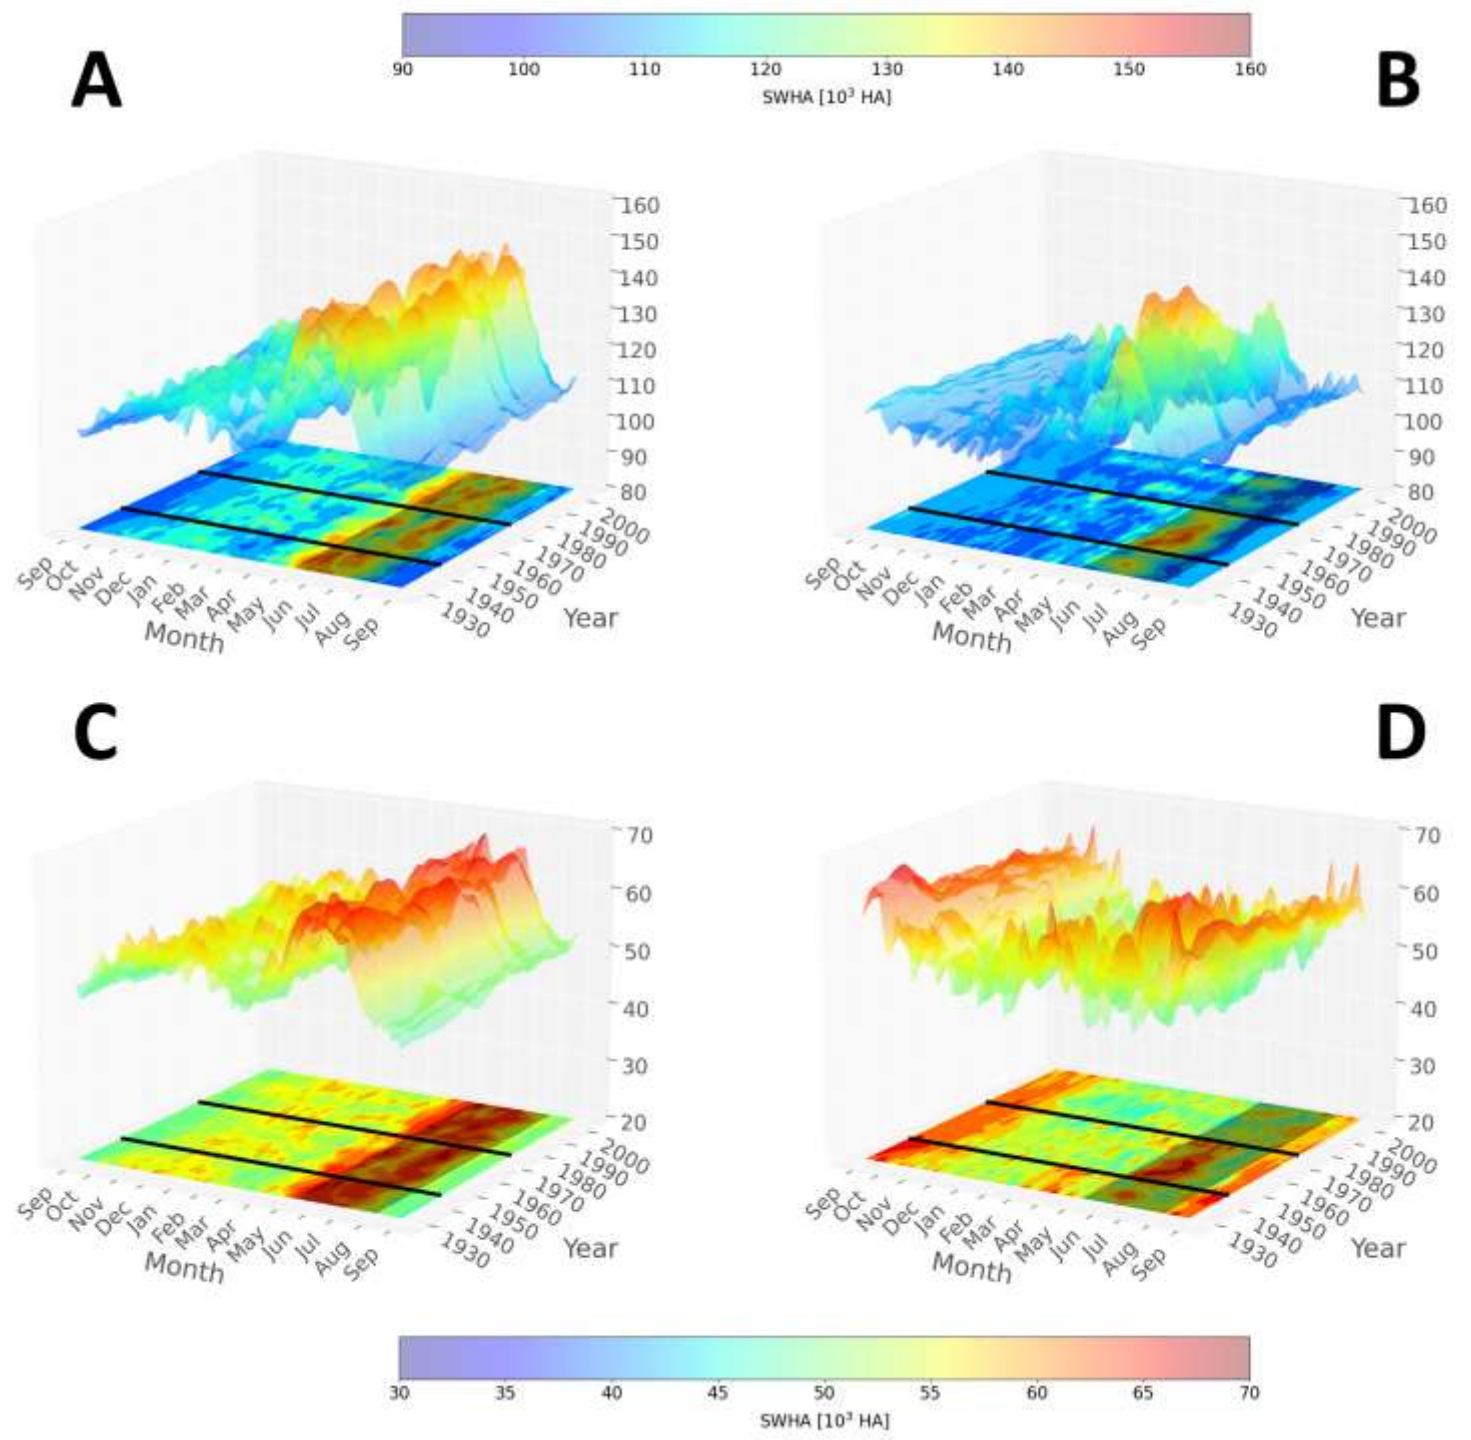 90 100 110 120 130 140 150 160
SWHA [10³ HA]
A
B
160
150
140
130
120
110
100
90
80
Sep Oct Nov Dec Jan Feb Mar Apr May Jun Jul Aug Sep
Month
1930 1940 1950 1960 1970 1980 1990 2000
Year
160
150
140
130
120
110
100
90
80
Sep Oct Nov Dec Jan Feb Mar Apr May Jun Jul Aug Sep
Month
1930 1940 1950 1960 1970 1980 1990 2000
Year
C
D
70
60
50
40
30
20
Sep Oct Nov Dec Jan Feb Mar Apr May Jun Jul Aug Sep
Month
1930 1940 1950 1960 1970 1980 1990 2000
Year
70
60
50
40
30
20
Sep Oct Nov Dec Jan Feb Mar Apr May Jun Jul Aug Sep
Month
1930 1940 1950 1960 1970 1980 1990 2000
Year
30 35 40 45 50 55 60 65 70
SWHA [10³ HA]